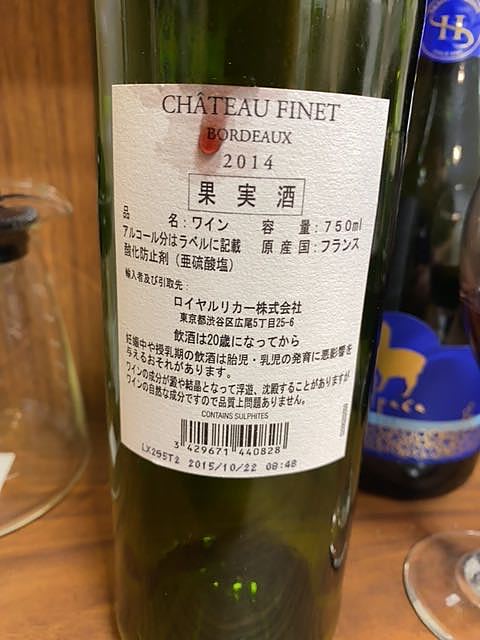 CHÂTEAU FINET
BORDEAUX
2014
果実酒
品　　　名：ワイン　　容　量：750ml
アルコール分はラベルに記載　原産国：フランス
酸化防止剤（亜硫酸塩）
輸入者及び引取先：
ロイヤルリカー株式会社
東京都渋谷区広尾5丁目25-6
飲酒は20歳になってから
妊娠中や授乳期の飲酒は胎児・乳児の発育に悪影響を
与えるおそれがあります。
ワインの成分が澱や結晶となって浮遊、沈殿することがありますが
ワインの自然な成分ですので品質上問題ありません。
CONTAINS SULPHITES
3 429671 440828
LX295T2 2015/10/22 08:48
H
paca